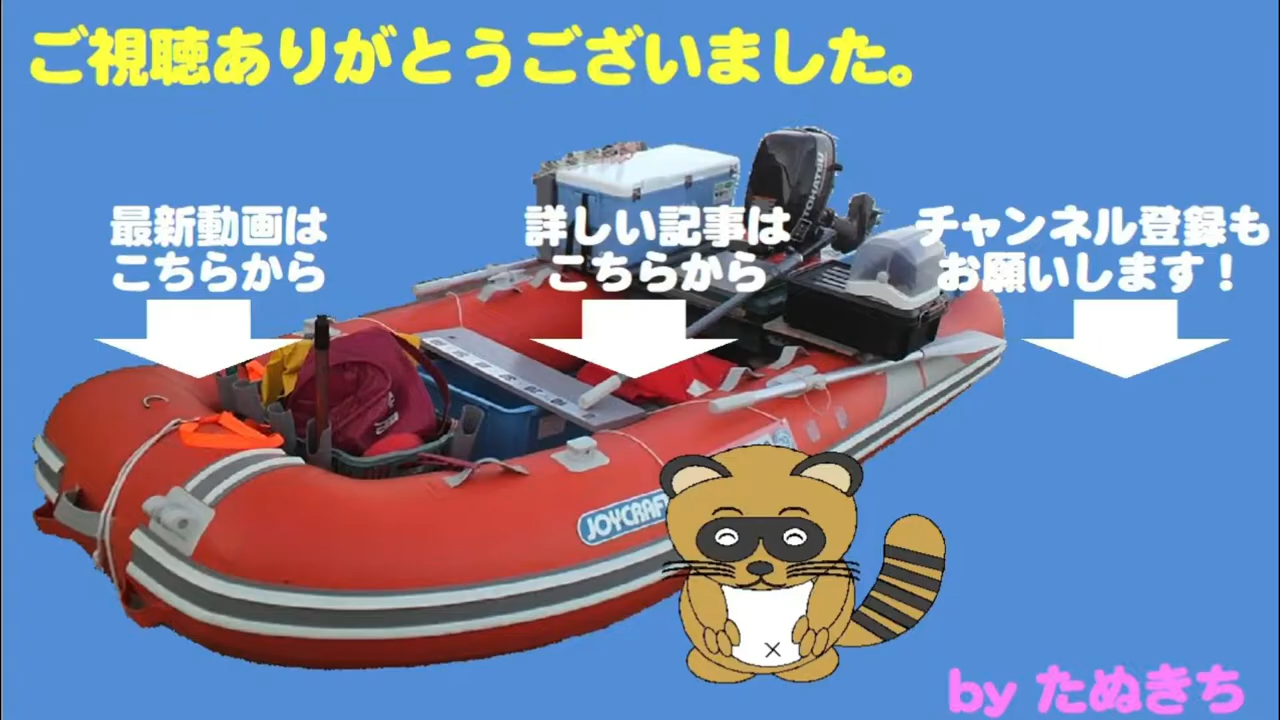 ご視聴ありがとうございました。
最新動画は
こちらから
詳しい記事は
こちらから
チャンネル登録も
お願いします！
TOHATSU
JOYCRAFT
by たぬきち